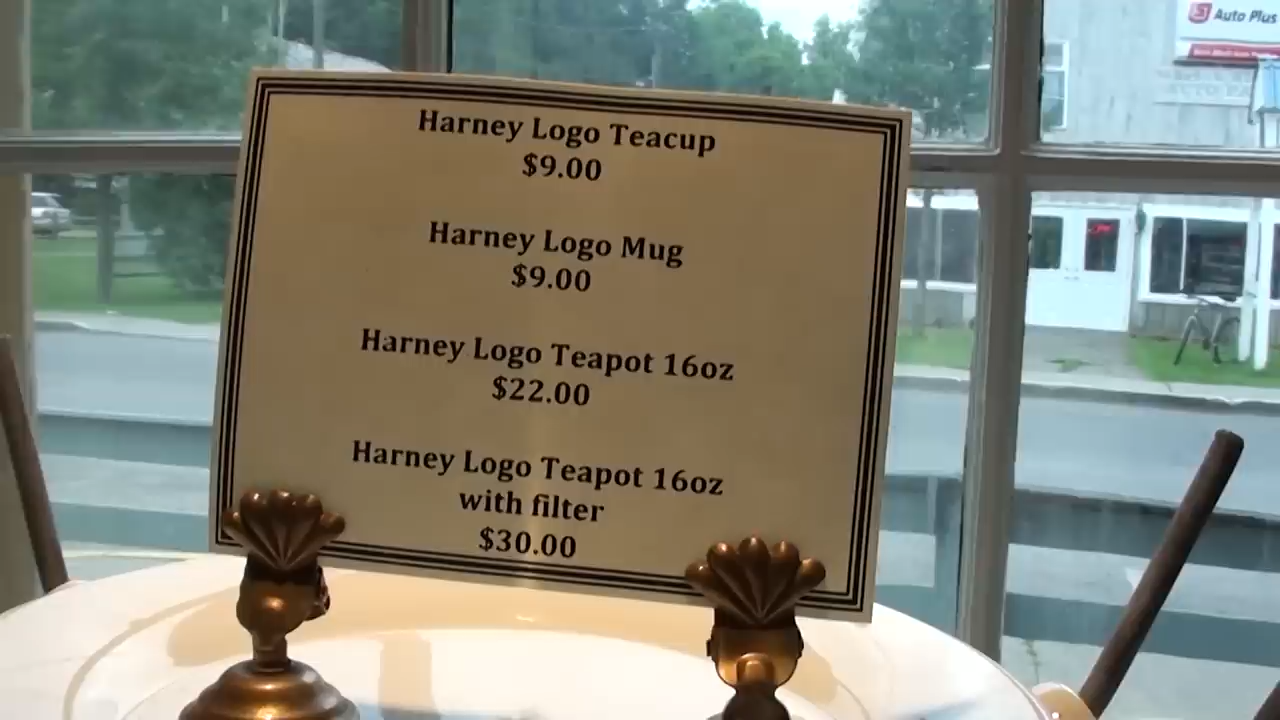 Harney Logo Teacup
$9.00
Harney Logo Mug
$9.00
Harney Logo Teapot 16oz
$22.00
Harney Logo Teapot 16oz
with filter
$30.00
Auto Plus